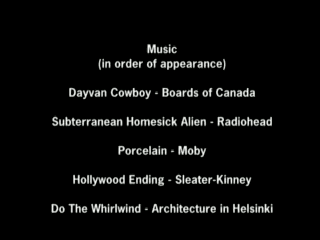 Music
(in order of appearance)
Dayvan Cowboy - Boards of Canada
Subterranean Homesick Alien - Radiohead
Porcelain - Moby
Hollywood Ending - Sleater-Kinney
Do The Whirlwind - Architecture in Helsinki